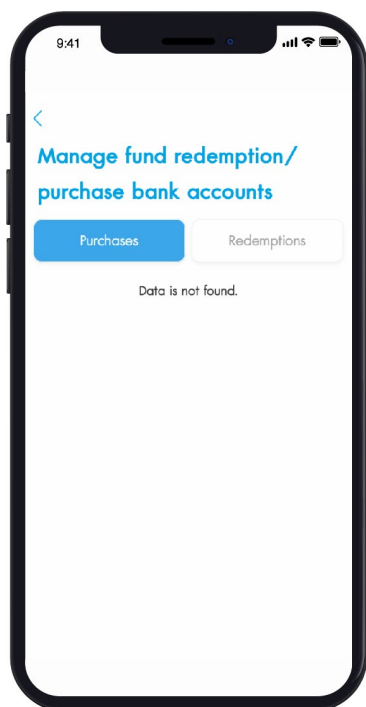 9:41
Manage fund redemption/
purchase bank accounts
Purchases Redemptions
Data is not found.